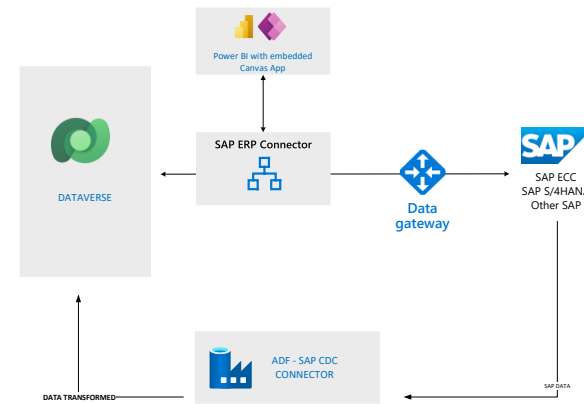 Power BI with embedded
Canvas App
SAP ERP Connector
DATAVERSE
Data
gateway
SAP
SAP ECC
SAP S/4HANA
Other SAP
ADF - SAP CDC
CONNECTOR
SAP DATA
DATA TRANSFORMED